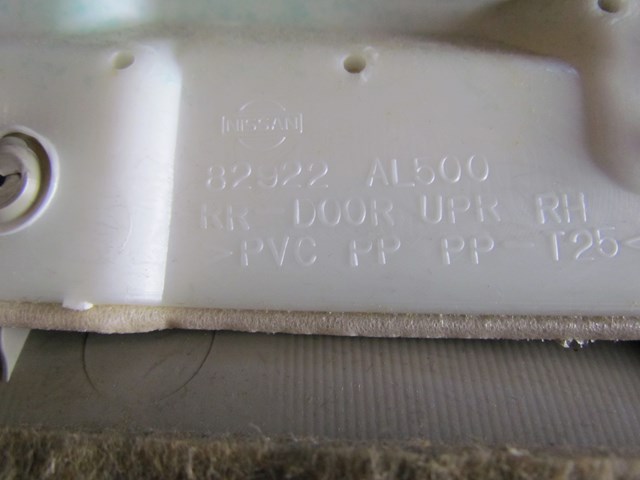 NISSAN
82922 AL500
RR-DOOR UPR RH
>PVC PP PP-T25<